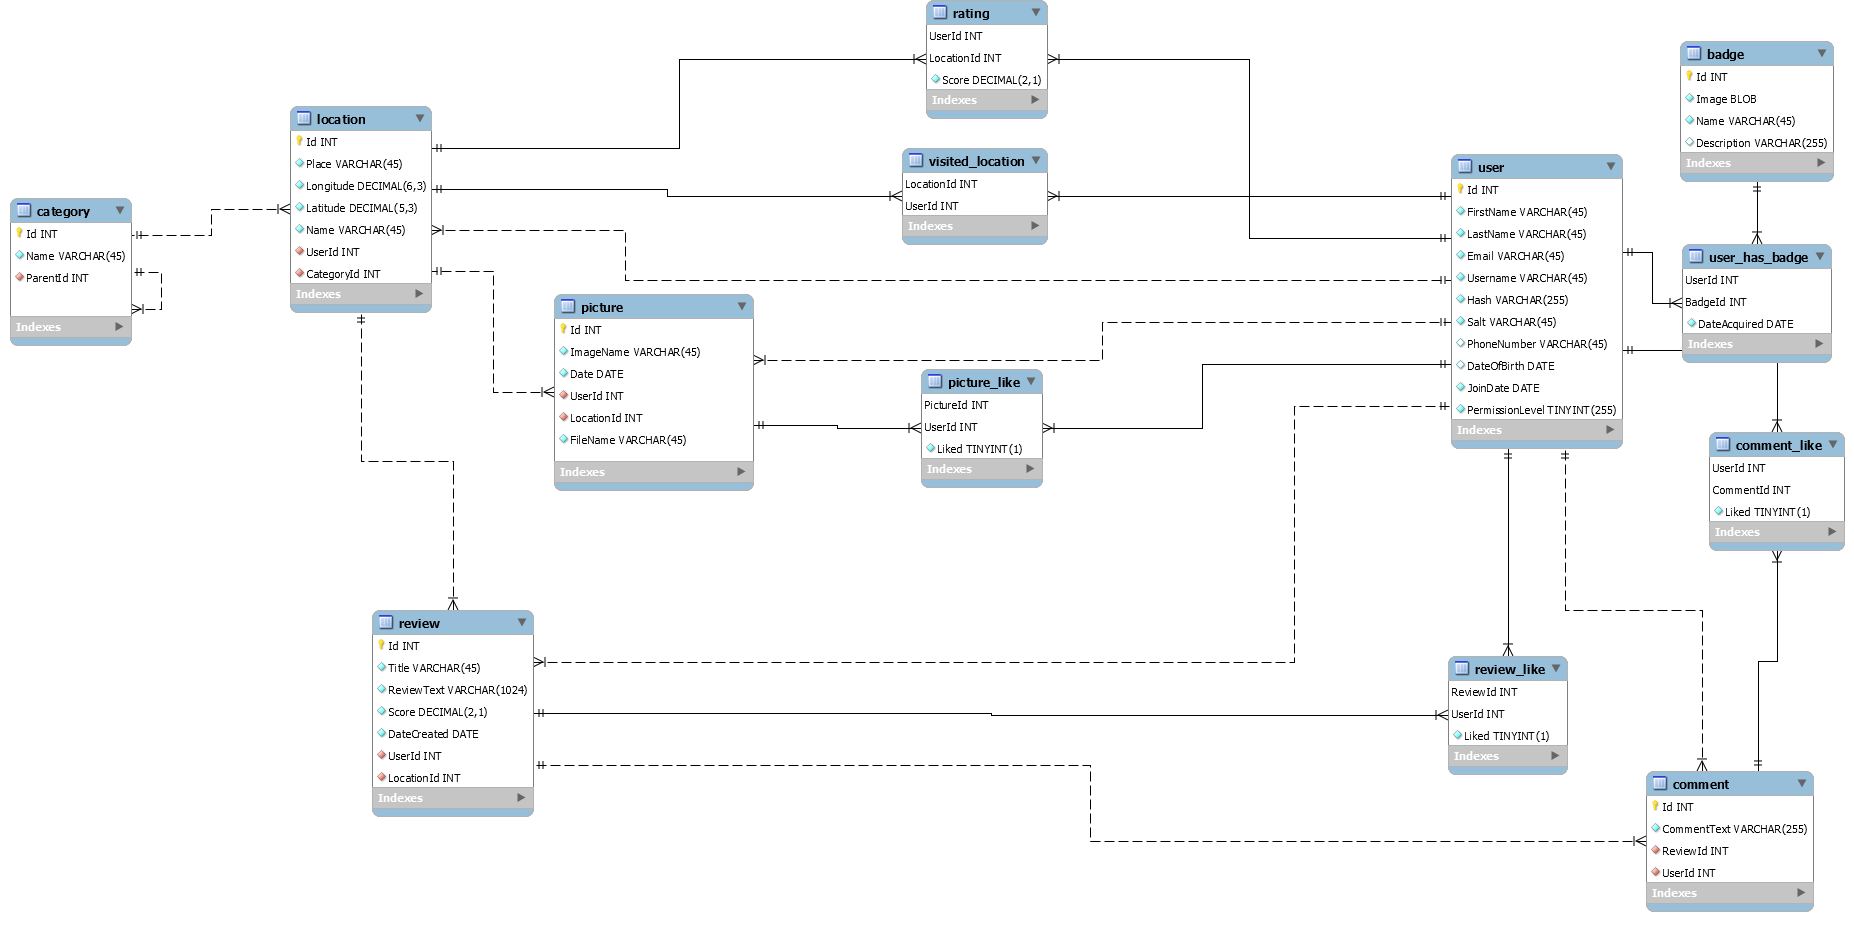 rating
UserId INT
LocationId INT
Score DECIMAL(2,1)
Indexes
badge
Id INT
Image BLOB
Name VARCHAR(45)
Description VARCHAR(255)
Indexes
location
Id INT
Place VARCHAR(45)
Longitude DECIMAL(6,3)
Latitude DECIMAL(5,3)
Name VARCHAR(45)
UserId INT
CategoryId INT
Indexes
visited_location
LocationId INT
UserId INT
Indexes
user
Id INT
FirstName VARCHAR(45)
LastName VARCHAR(45)
Email VARCHAR(45)
Username VARCHAR(45)
Hash VARCHAR(255)
Salt VARCHAR(45)
PhoneNumber VARCHAR(45)
DateOfBirth DATE
JoinDate DATE
PermissionLevel TINYINT(255)
Indexes
category
Id INT
Name VARCHAR(45)
ParentId INT
Indexes
user_has_badge
UserId INT
BadgeId INT
DateAcquired DATE
Indexes
picture
Id INT
ImageName VARCHAR(45)
Date DATE
UserId INT
LocationId INT
FileName VARCHAR(45)
Indexes
picture_like
PictureId INT
UserId INT
Liked TINYINT(1)
Indexes
comment_like
UserId INT
CommentId INT
Liked TINYINT(1)
Indexes
review
Id INT
Title VARCHAR(45)
ReviewText VARCHAR(1024)
Score DECIMAL(2,1)
DateCreated DATE
UserId INT
LocationId INT
Indexes
review_like
ReviewId INT
UserId INT
Liked TINYINT(1)
Indexes
comment
Id INT
CommentText VARCHAR(255)
ReviewId INT
UserId INT
Indexes